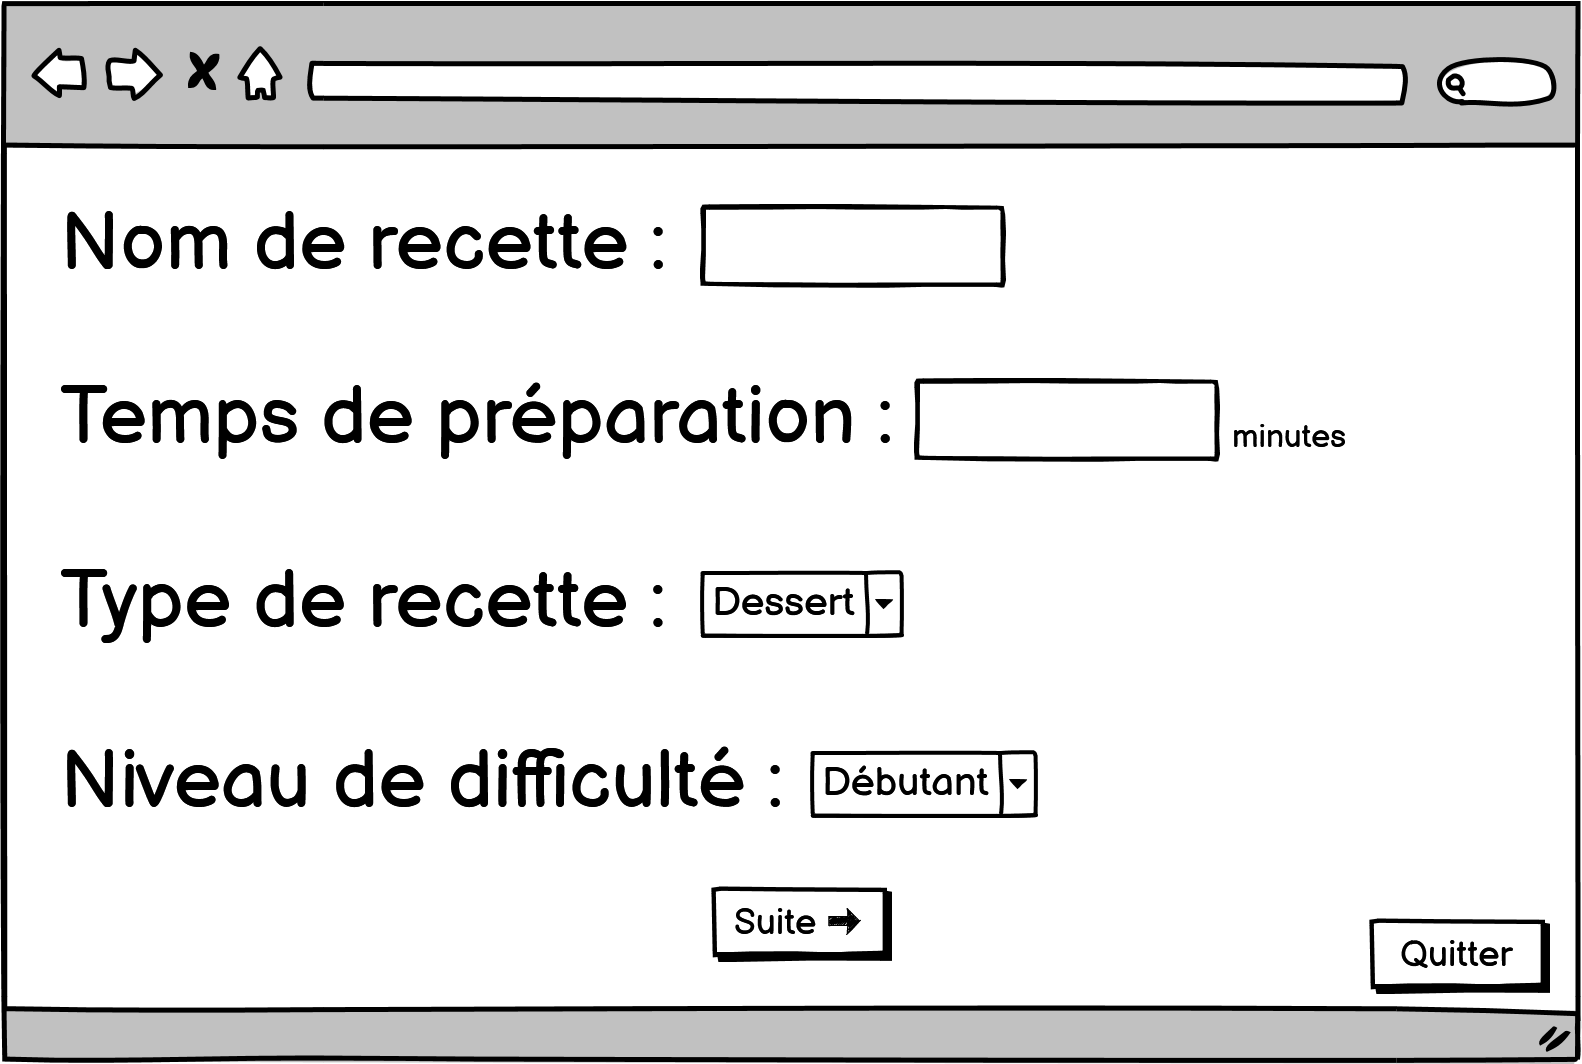 Nom de recette :
Temps de préparation : minutes
Type de recette : Dessert
Niveau de difficulté : Débutant
Suite
Quitter